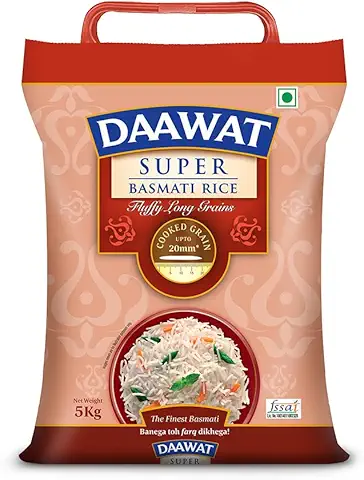 DAAWAT
SUPER
BASMATI RICE
Fluffy Long Grains
COOKED GRAIN
UPTO
20mm*
Net Weight
5Kg
fssai
The Finest Basmati
Banega toh farq dikhega!
DAAWAT
SUPER